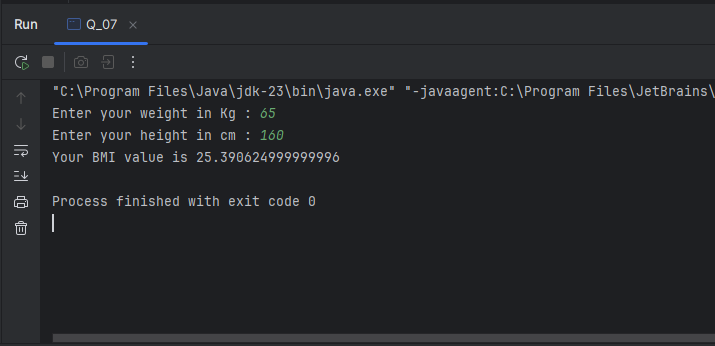 Run Q_07
"C:\Program Files\Java\jdk-23\bin\java.exe" "-javaagent:C:\Program Files\JetBrains\
Enter your weight in Kg : 65
Enter your height in cm : 160
Your BMI value is 25.390624999999996
Process finished with exit code 0